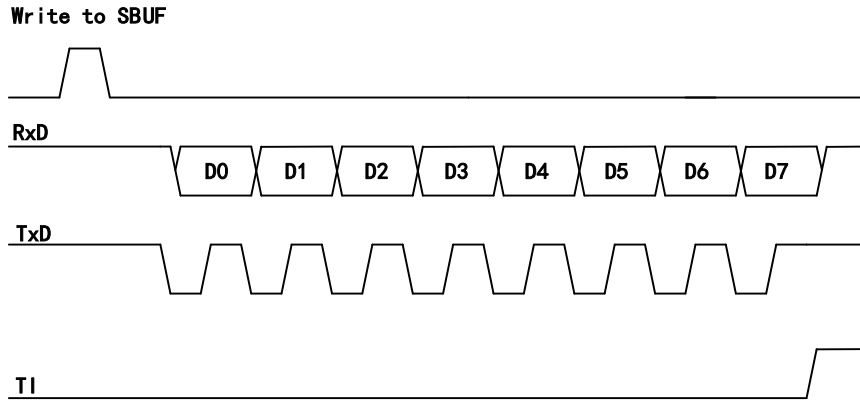 Write to SBUF
RxD
D0 D1 D2 D3 D4 D5 D6 D7
TxD
TI